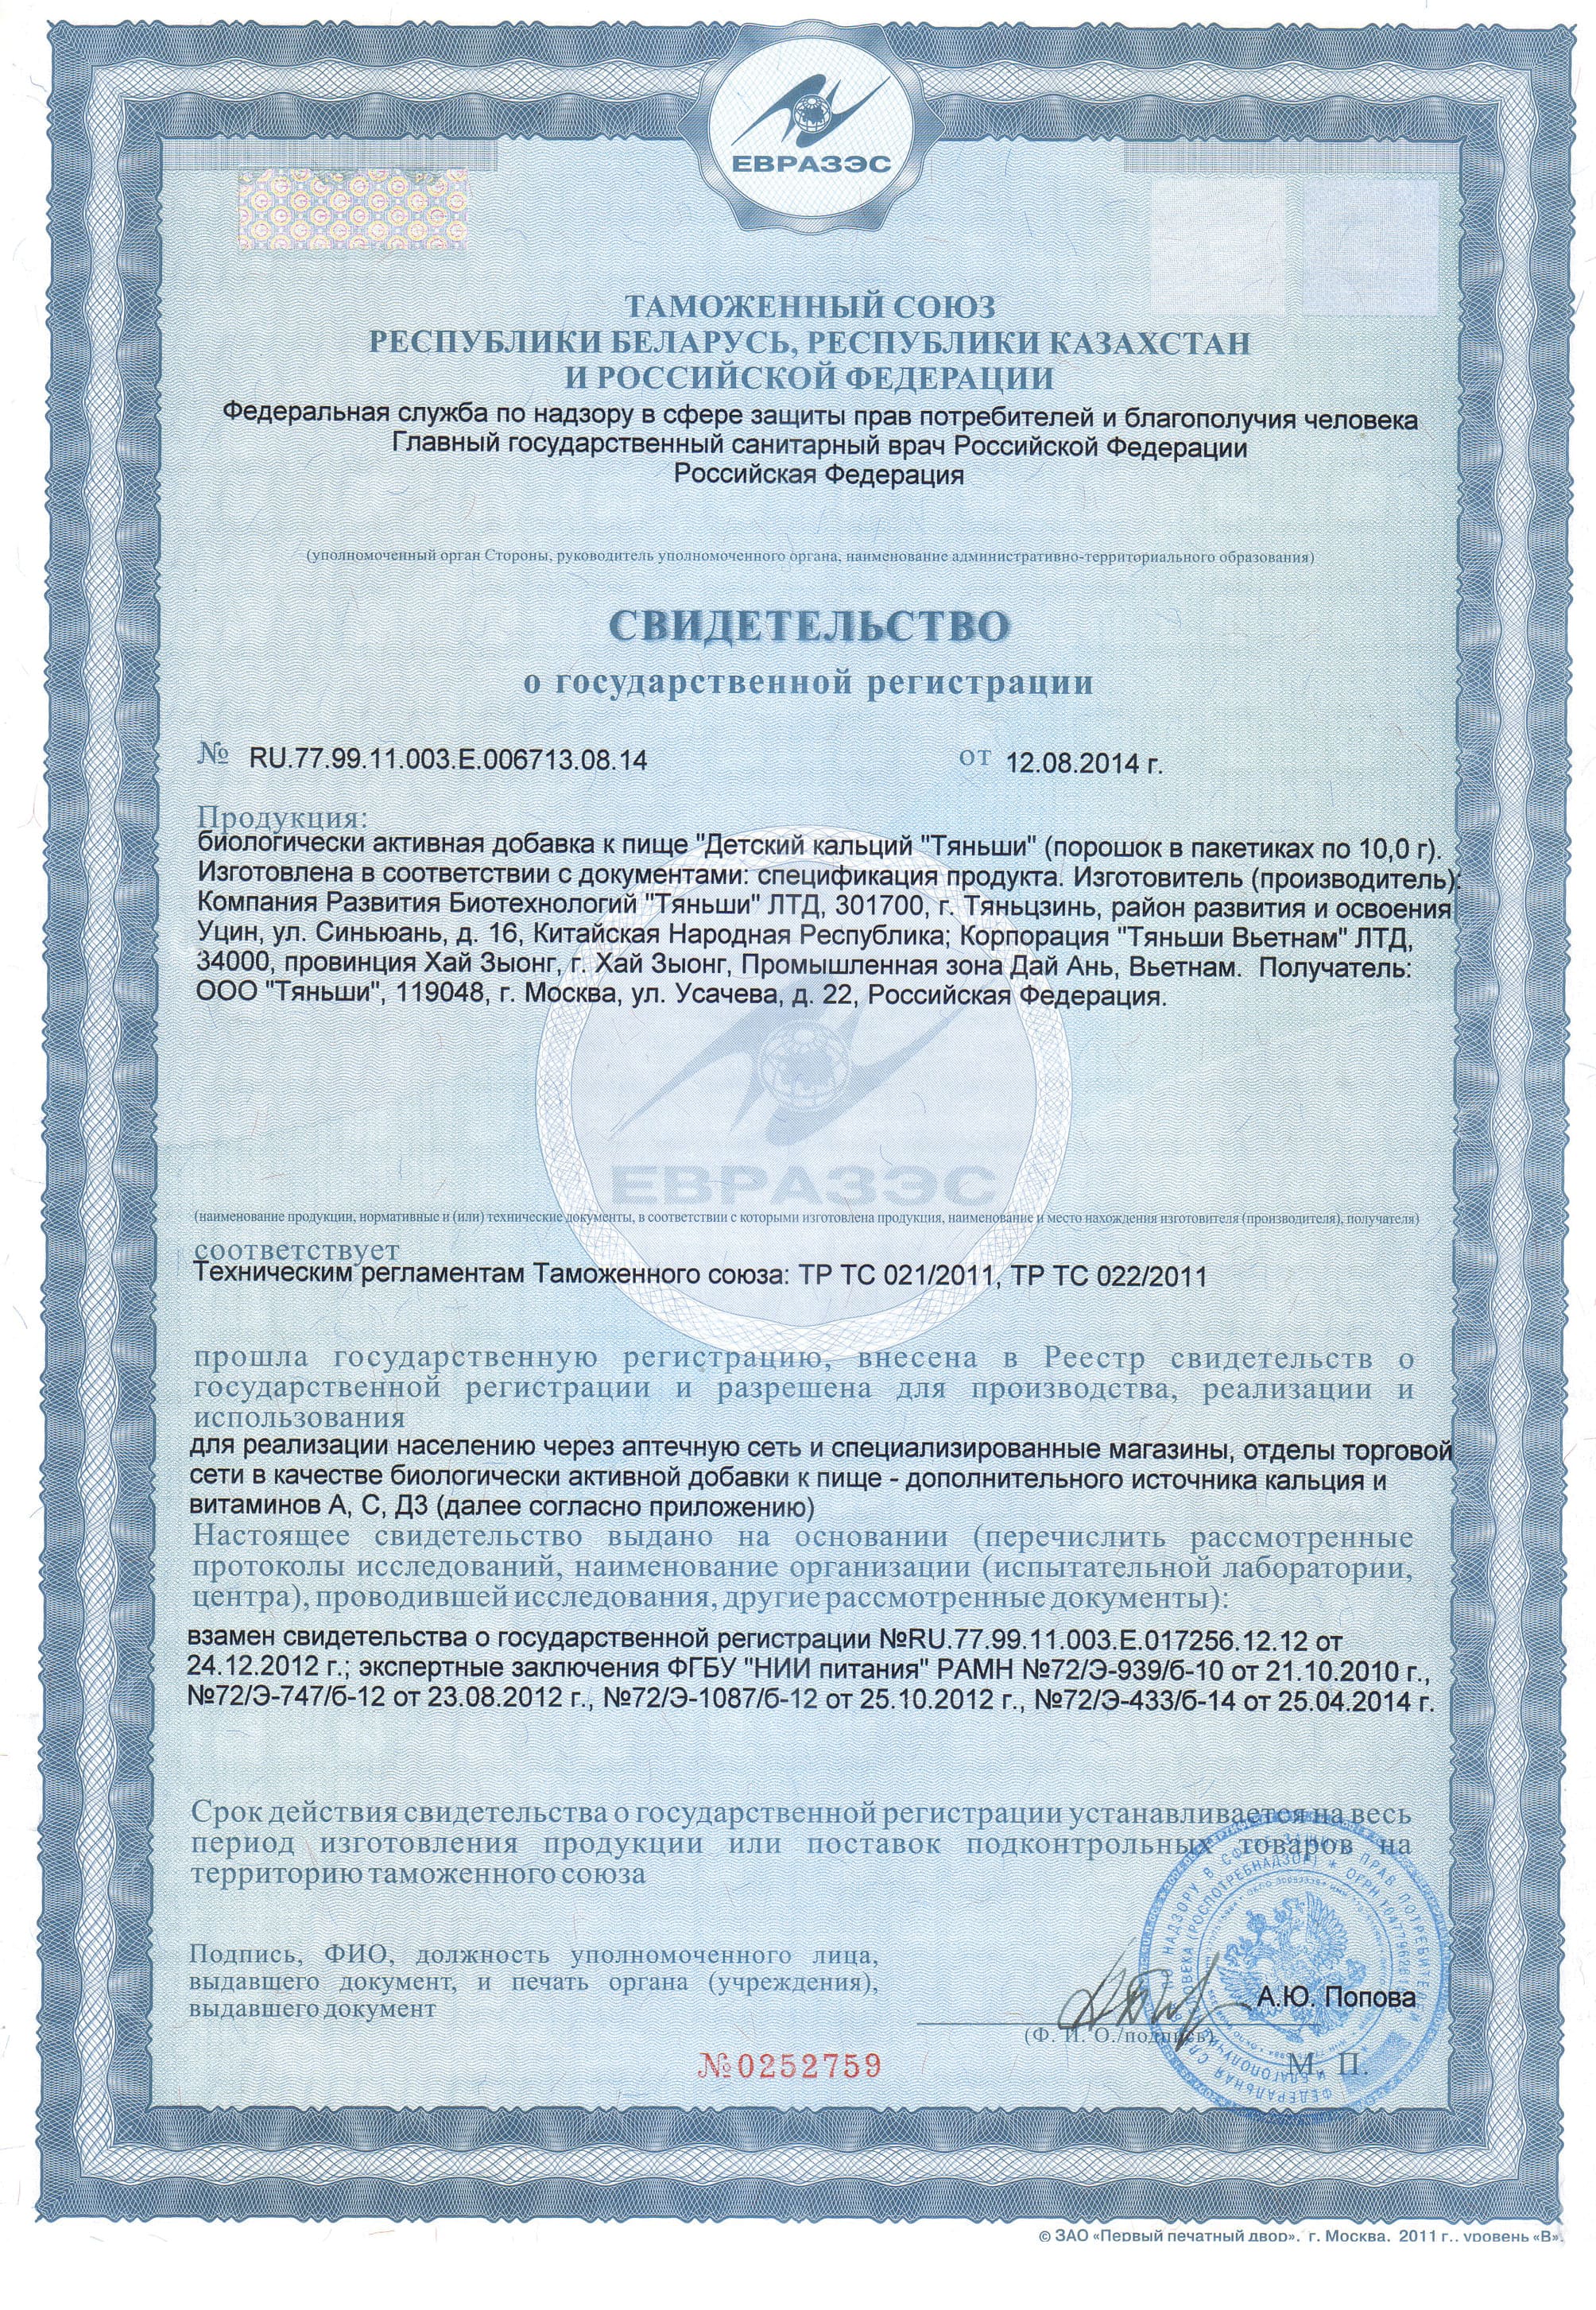 ЕВРАЗЭС
ТАМОЖЕННЫЙ СОЮЗ
РЕСПУБЛИКИ БЕЛАРУСЬ, РЕСПУБЛИКИ КАЗАХСТАН
И РОССИЙСКОЙ ФЕДЕРАЦИИ
Федеральная служба по надзору в сфере защиты прав потребителей и благополучия человека
Главный государственный санитарный врач Российской Федерации
Российская Федерация
(уполномоченный орган Стороны, руководитель уполномоченного органа, наименование административно-территориального образования)
СВИДЕТЕЛЬСТВО
о государственной регистрации
№ RU.77.99.11.003.E.006713.08.14 от 12.08.2014 г.
Продукция:
биологически активная добавка к пище "Детский кальций "Тяньши" (порошок в пакетиках по 10,0 г).
Изготовлена в соответствии с документами: спецификация продукта. Изготовитель (производитель):
Компания Развития Биотехнологий "Тяньши" ЛТД, 301700, г. Тяньцзинь, район развития и освоения
Уцин, ул. Синьюань, д. 16, Китайская Народная Республика; Корпорация "Тяньши Вьетнам" ЛТД,
34000, провинция Хай Зыонг, г. Хай Зыонг, Промышленная зона Дай Ань, Вьетнам. Получатель:
ООО "Тяньши", 119048, г. Москва, ул. Усачева, д. 22, Российская Федерация.
ЕВРАЗЭС
(наименование продукции, нормативные и (или) технические документы, в соответствии с которыми изготовлена продукция, наименование и место нахождения изготовителя (производителя), получателя)
соответствует
Техническим регламентам Таможенного союза: ТР ТС 021/2011, ТР ТС 022/2011
прошла государственную регистрацию, внесена в Реестр свидетельств о
государственной регистрации и разрешена для производства, реализации и
использования
для реализации населению через аптечную сеть и специализированные магазины, отделы торговой
сети в качестве биологически активной добавки к пище - дополнительного источника кальция и
витаминов А, С, Д3 (далее согласно приложению)
Настоящее свидетельство выдано на основании (перечислить рассмотренные
протоколы исследований, наименование организации (испытательной лаборатории,
центра), проводившей исследования, другие рассмотренные документы):
взамен свидетельства о государственной регистрации №RU.77.99.11.003.E.017256.12.12 от
24.12.2012 г.; экспертные заключения ФГБУ "НИИ питания" РАМН №72/Э-939/б-10 от 21.10.2010 г.,
№72/Э-747/б-12 от 23.08.2012 г., №72/Э-1087/б-12 от 25.10.2012 г., №72/Э-433/б-14 от 25.04.2014 г.
Срок действия свидетельства о государственной регистрации устанавливается на весь
период изготовления продукции или поставок подконтрольных товаров на
территорию таможенного союза
Подпись, ФИО, должность уполномоченного лица,
выдавшего документ, и печать органа (учреждения),
выдавшего документ
А.Ю. Попова
(Ф. И. О./подпись)
М. П.
№0252759
© ЗАО «Первый печатный двор», г. Москва, 2011 г., уровень «В».